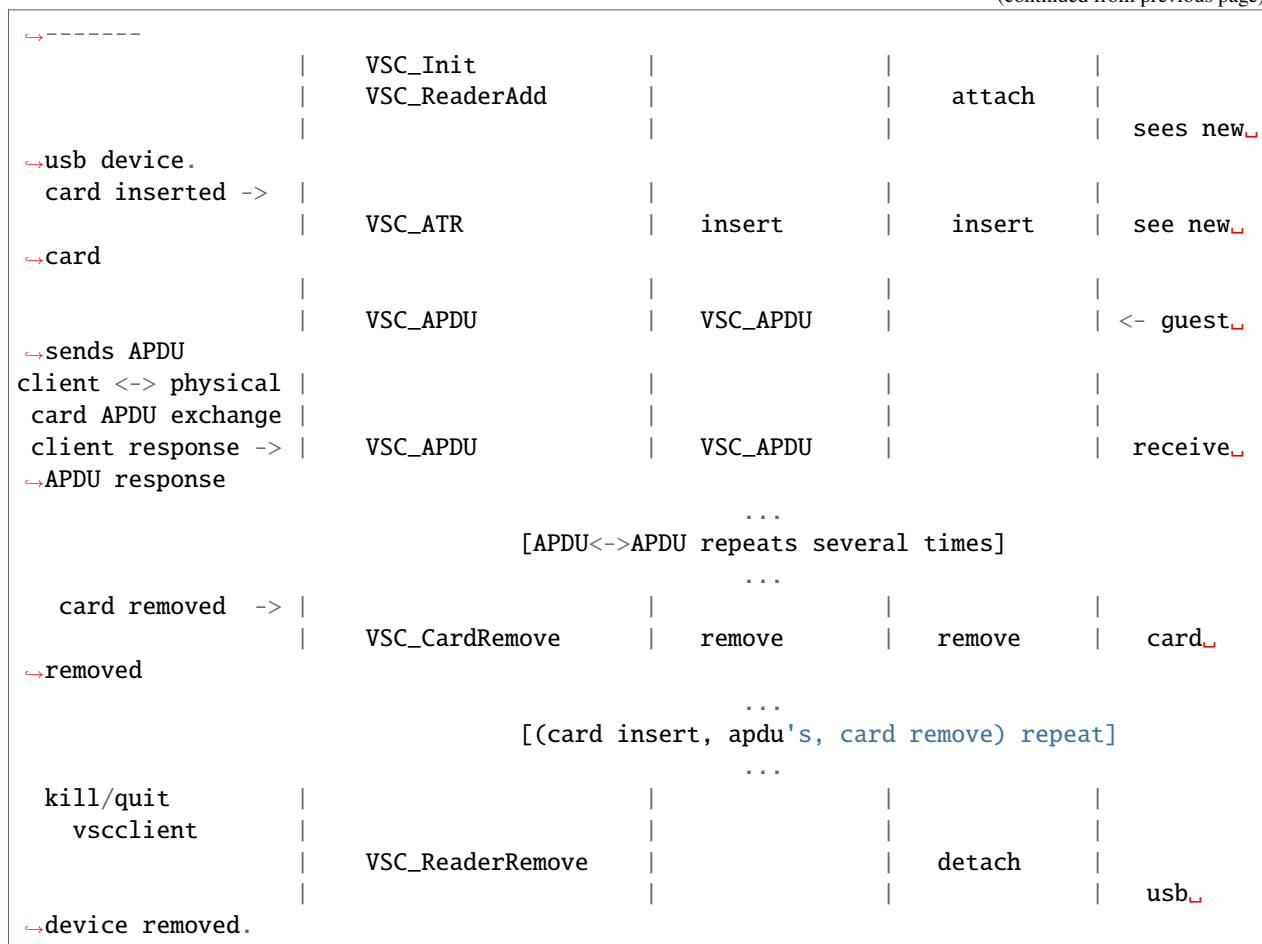 (continued from previous page)
↪-------
                    |    VSC_Init            |                |              |
                    |    VSC_ReaderAdd       |                |    attach    |
                    |                        |                |              |  sees new␣
↪usb device.
  card inserted ->  |                        |                |              |
                    |    VSC_ATR             |   insert       |    insert    |  see new␣
↪card
                    |                        |                |              |
                    |    VSC_APDU            |   VSC_APDU     |              | <- guest␣
↪sends APDU
client <-> physical |                        |                |              |
 card APDU exchange |                        |                |              |
 client response -> |    VSC_APDU            |   VSC_APDU     |              |  receive␣
↪APDU response
                                                    ...
                                    [APDU<->APDU repeats several times]
                                                    ...
   card removed  -> |                        |                |              |
                    |    VSC_CardRemove      |   remove       |   remove     |   card␣
↪removed
                                                    ...
                                    [(card insert, apdu's, card remove) repeat]
                                                    ...
  kill/quit         |                        |                |              |
    vscclient       |                        |                |              |
                    |    VSC_ReaderRemove    |                |   detach     |
                    |                        |                |              |   usb␣
↪device removed.